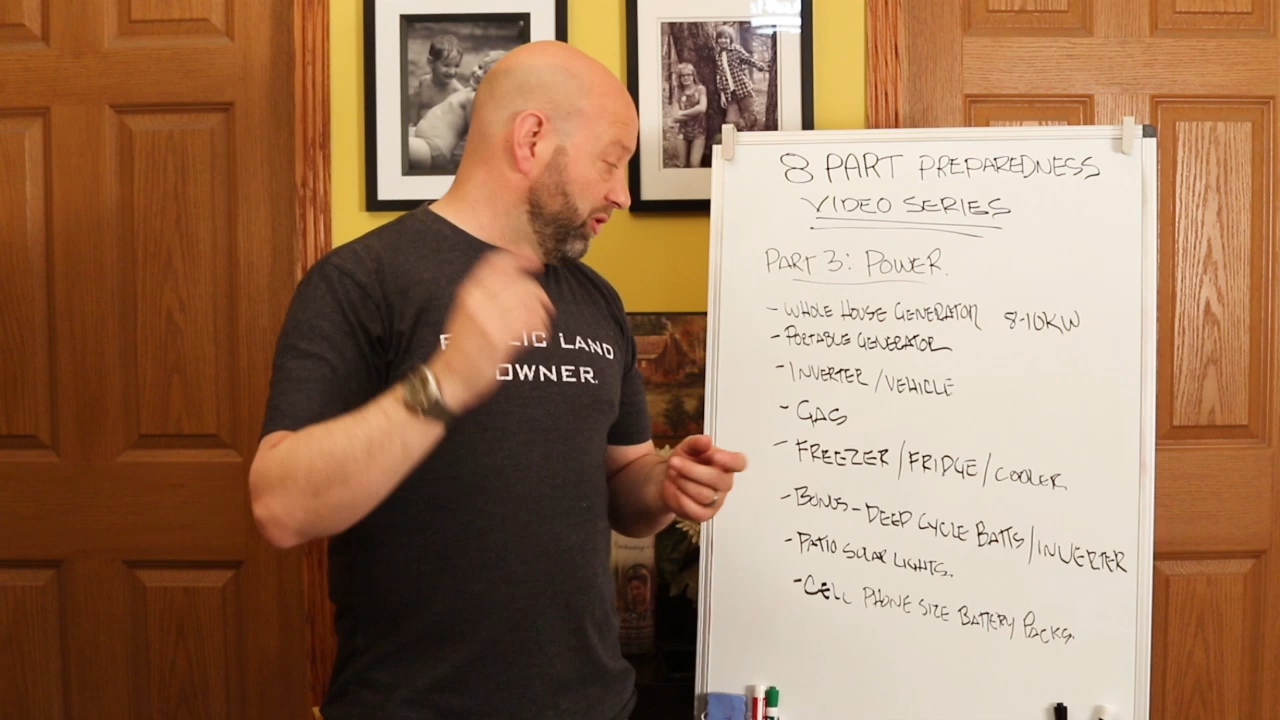 8 PART PREPAREDNESS
VIDEO SERIES
PART 3: POWER.
- WHOLE HOUSE GENERATOR 8-10KW
- PORTABLE GENERATOR
- INVERTER/VEHICLE
- GAS
- FREEZER/FRIDGE/COOLER
- BONUS - DEEP CYCLE BATTS/INVERTER
- PATIO SOLAR LIGHTS.
- CELL PHONE SIZE BATTERY PACKS.
LAND
OWNER.